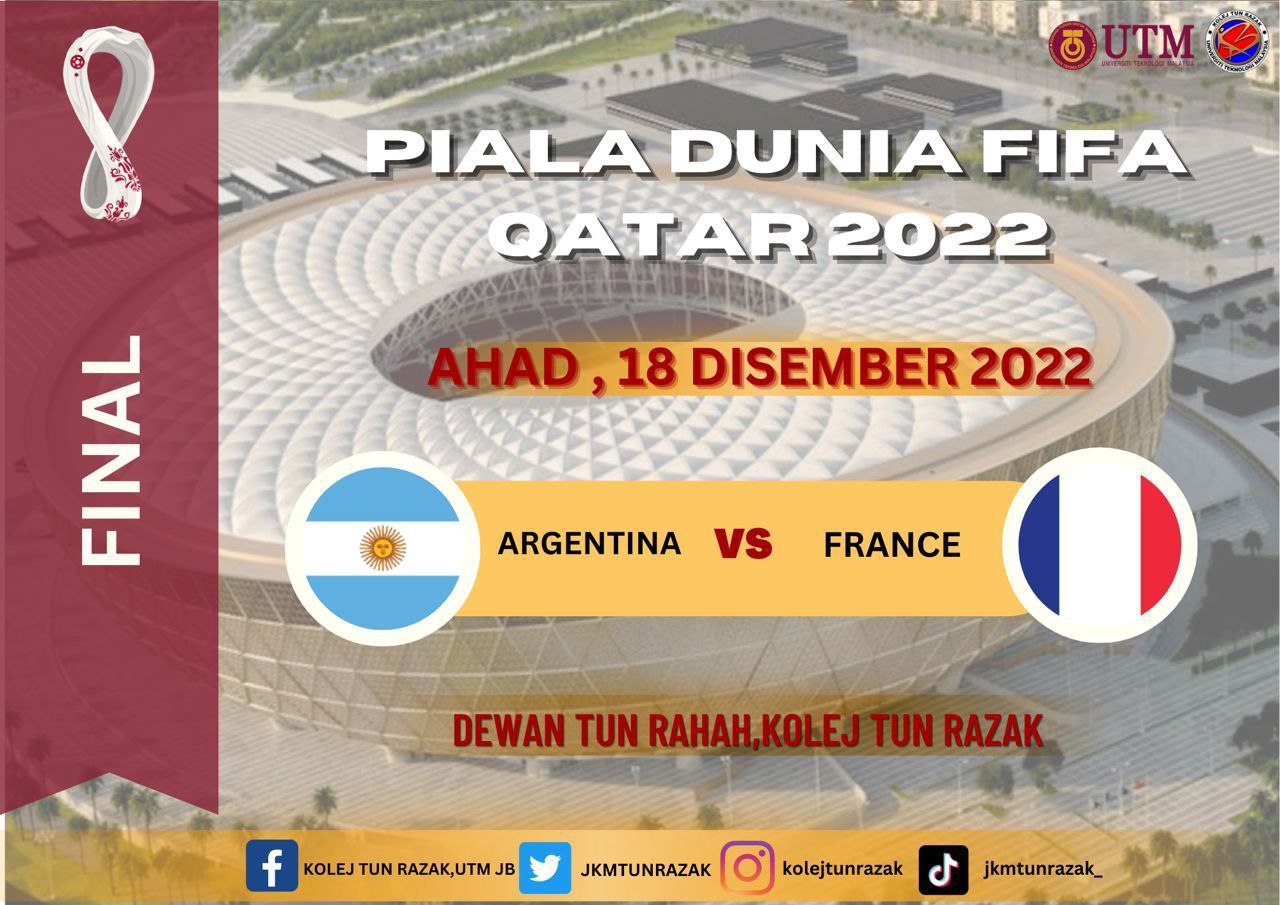 UTM
UNIVERSITI TEKNOLOGI MALAYSIA
KOLEJ TUN RAZAK
UNIVERSITI TEKNOLOGI MALAYSIA
PIALA DUNIA FIFA
QATAR 2022
AHAD , 18 DISEMBER 2022
FINAL
ARGENTINA VS FRANCE
DEWAN TUN RAHAH,KOLEJ TUN RAZAK
KOLEJ TUN RAZAK,UTM JB JKMTUNRAZAK kolejtunrazak jkmtunrazak_